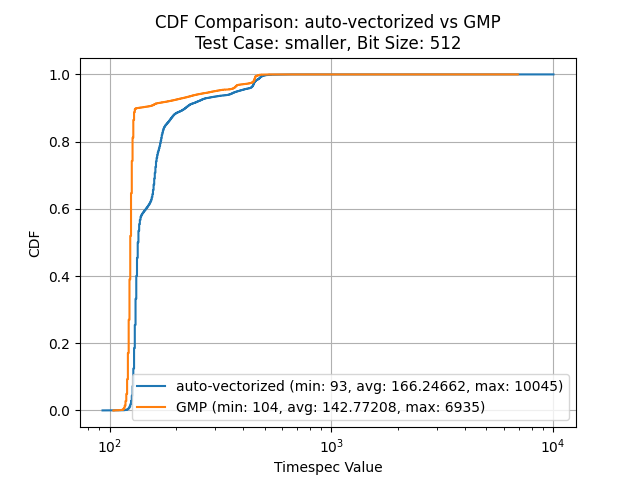 CDF Comparison: auto-vectorized vs GMP
Test Case: smaller, Bit Size: 512
1.0
0.8
0.6
0.4
0.2
0.0
CDF
auto-vectorized (min: 93, avg: 166.24662, max: 10045)
GMP (min: 104, avg: 142.77208, max: 6935)
10² 10³ 10⁴
Timespec Value